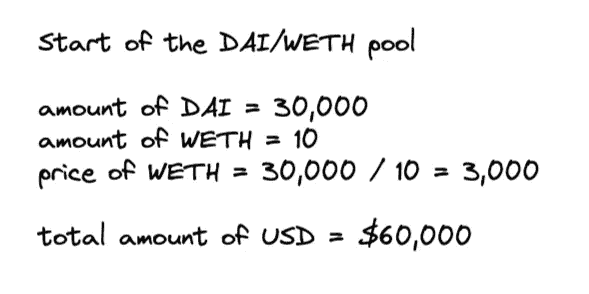 Start of the DAI/WETH pool
amount of DAI = 30,000
amount of WETH = 10
price of WETH = 30,000 / 10 = 3,000
total amount of USD = $60,000